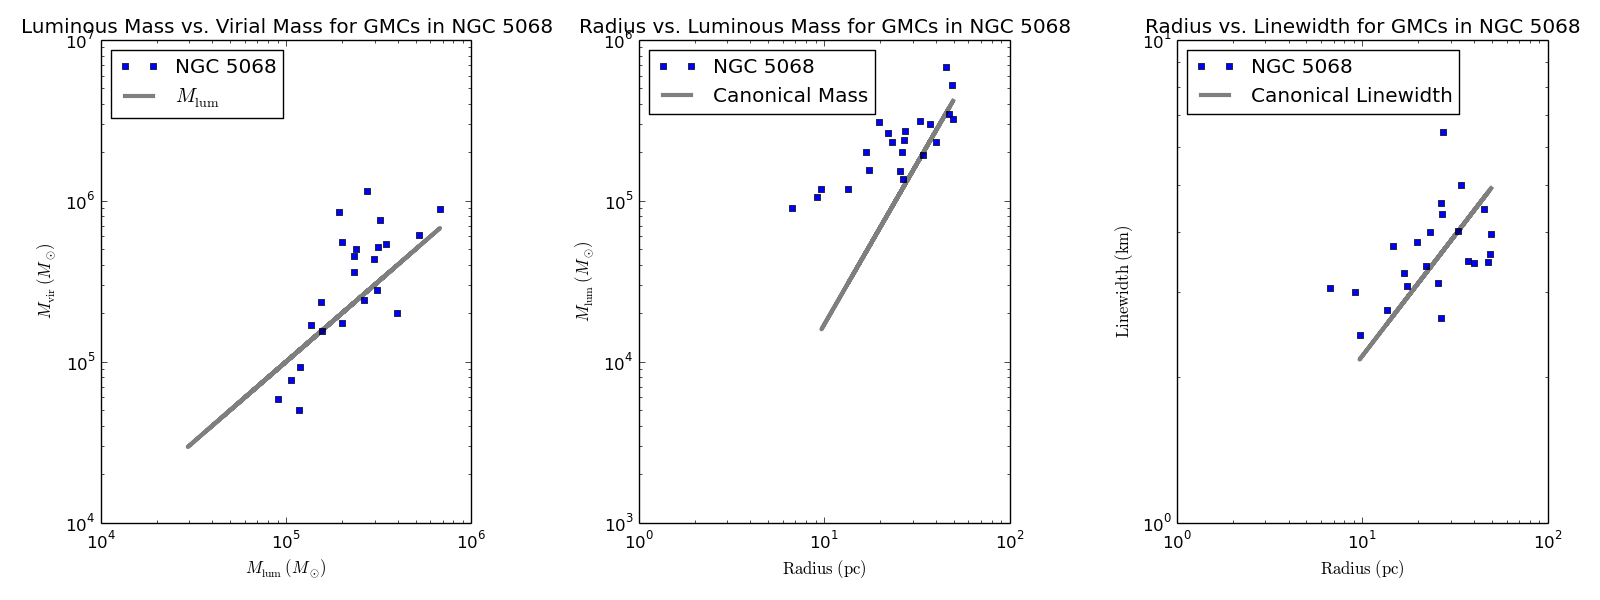 Luminous Mass vs. Virial Mass for GMCs in NGC 5068
10^7
10^6
10^5
10^4
M_vir (M_⊙)
NGC 5068
M_lum
10^4 10^5 10^6
M_lum (M_⊙)
Radius vs. Luminous Mass for GMCs in NGC 5068
10^6
10^5
10^4
10^3
M_lum (M_⊙)
NGC 5068
Canonical Mass
10^0 10^1 10^2
Radius (pc)
Radius vs. Linewidth for GMCs in NGC 5068
10^1
10^0
Linewidth (km)
NGC 5068
Canonical Linewidth
10^0 10^1 10^2
Radius (pc)